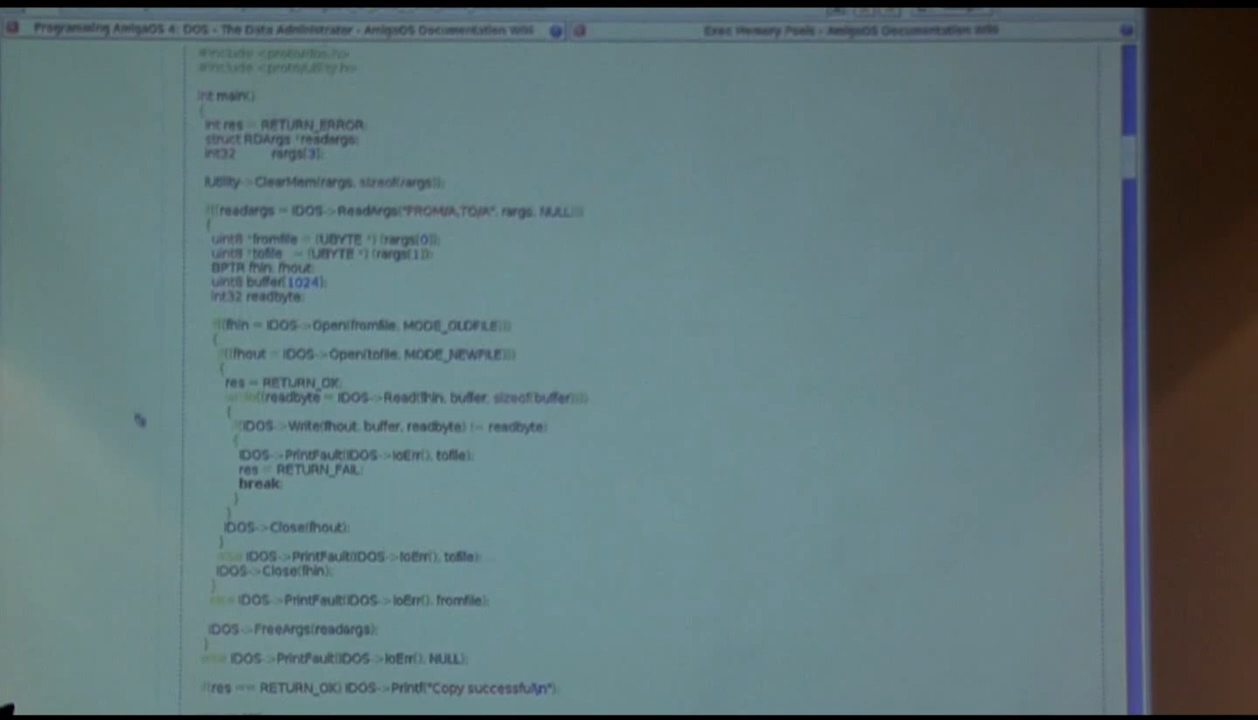 Programming AmigaOS 4: DOS - The Data Administrator - AmigaOS Documentation Wiki
Exec Memory Pools - AmigaOS Documentation Wiki
#include <proto/dos.h>
#include <proto/utility.h>
int main()
{
int res = RETURN_ERROR;
struct RDArgs *readargs;
int32 rargs[3];
IUtility->ClearMem(rargs, sizeof(rargs));
if((readargs = IDOS->ReadArgs("FROM/A,TO/A", rargs, NULL)))
{
uint8 *fromfile = (UBYTE *) (rargs[0]);
uint8 *tofile = (UBYTE *) (rargs[1]);
BPTR fhin, fhout;
uint8 buffer[1024];
int32 readbyte;
if((fhin = IDOS->Open(fromfile, MODE_OLDFILE)))
{
if((fhout = IDOS->Open(tofile, MODE_NEWFILE)))
{
res = RETURN_OK;
while((readbyte = IDOS->Read(fhin, buffer, sizeof(buffer))))
{
if(IDOS->Write(fhout, buffer, readbyte) != readbyte)
{
IDOS->PrintFault(IDOS->IoErr(), tofile);
res = RETURN_FAIL;
break;
}
}
IDOS->Close(fhout);
}
else IDOS->PrintFault(IDOS->IoErr(), tofile);
IDOS->Close(fhin);
}
else IDOS->PrintFault(IDOS->IoErr(), fromfile);
IDOS->FreeArgs(readargs);
}
else IDOS->PrintFault(IDOS->IoErr(), NULL);
if(res == RETURN_OK) IDOS->Printf("Copy successful\n");